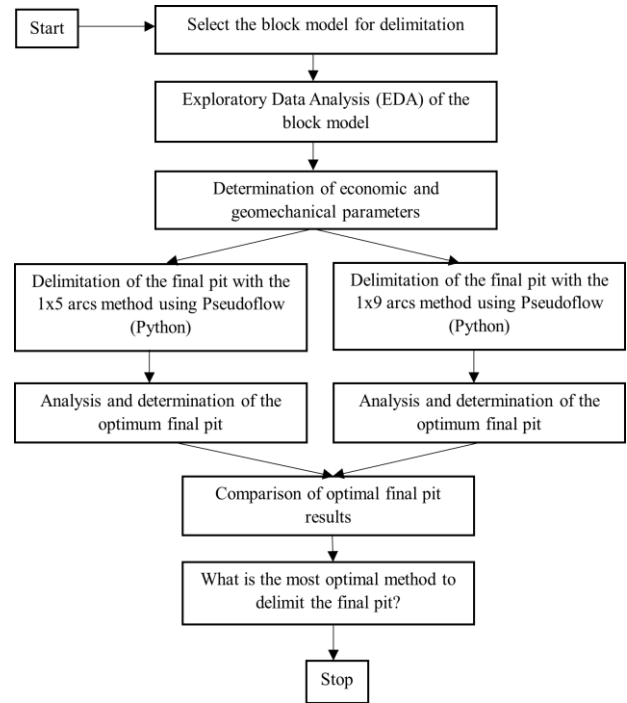 Start
Select the block model for delimitation
Exploratory Data Analysis (EDA) of the
block model
Determination of economic and
geomechanical parameters
Delimitation of the final pit with the
1x5 arcs method using Pseudoflow
(Python)
Delimitation of the final pit with the
1x9 arcs method using Pseudoflow
(Python)
Analysis and determination of the
optimum final pit
Analysis and determination of the
optimum final pit
Comparison of optimal final pit
results
What is the most optimal method to
delimit the final pit?
Stop